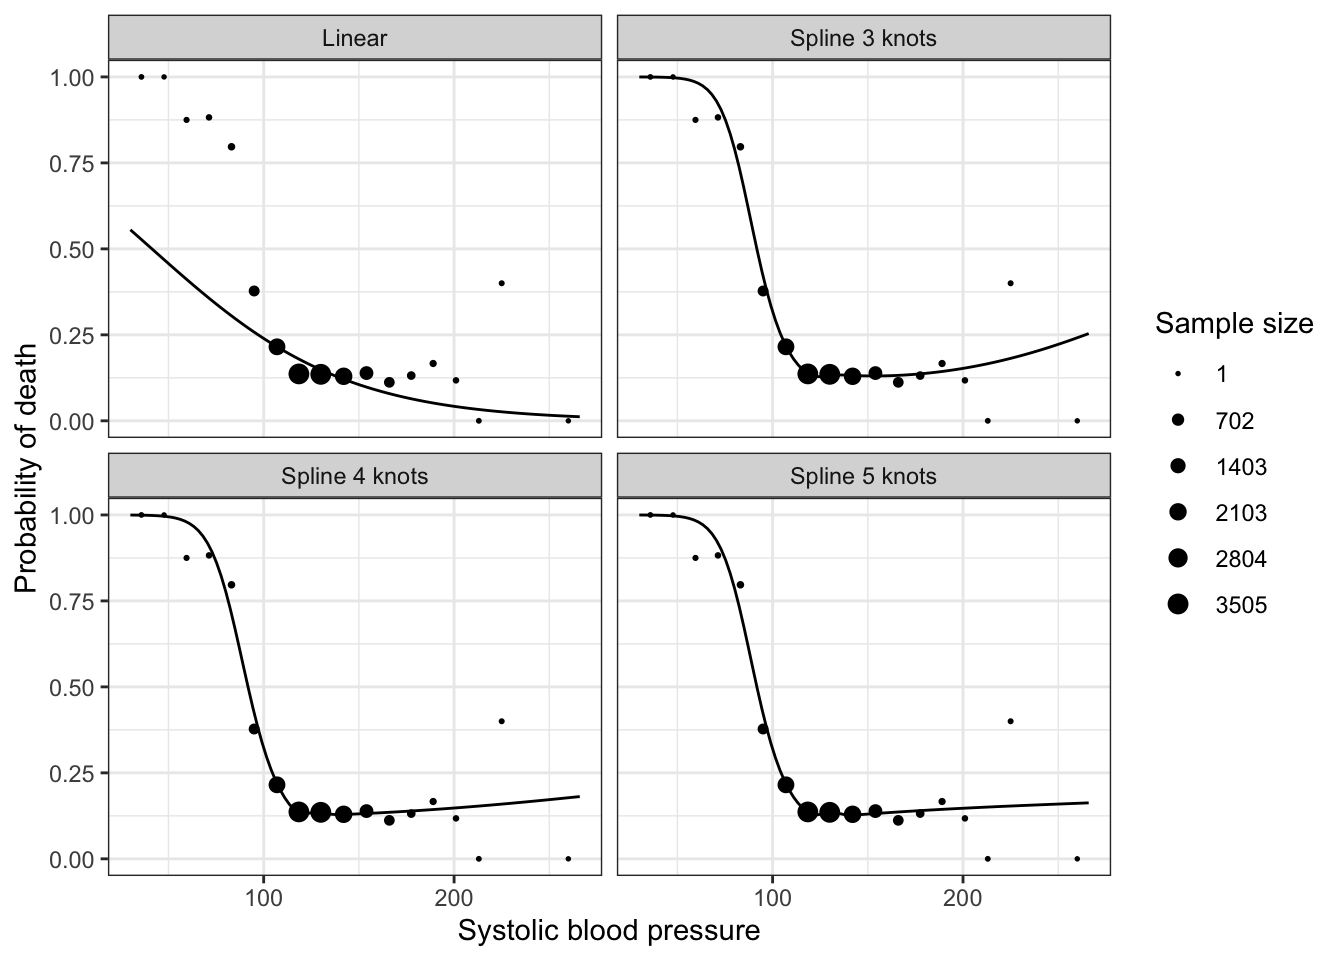 Linear
Spline 3 knots
1.00
0.75
0.50
0.25
0.00
Spline 4 knots
Spline 5 knots
1.00
0.75
0.50
0.25
0.00
100
200
100
200
Systolic blood pressure
Probability of death
Sample size
1
702
1403
2103
2804
3505